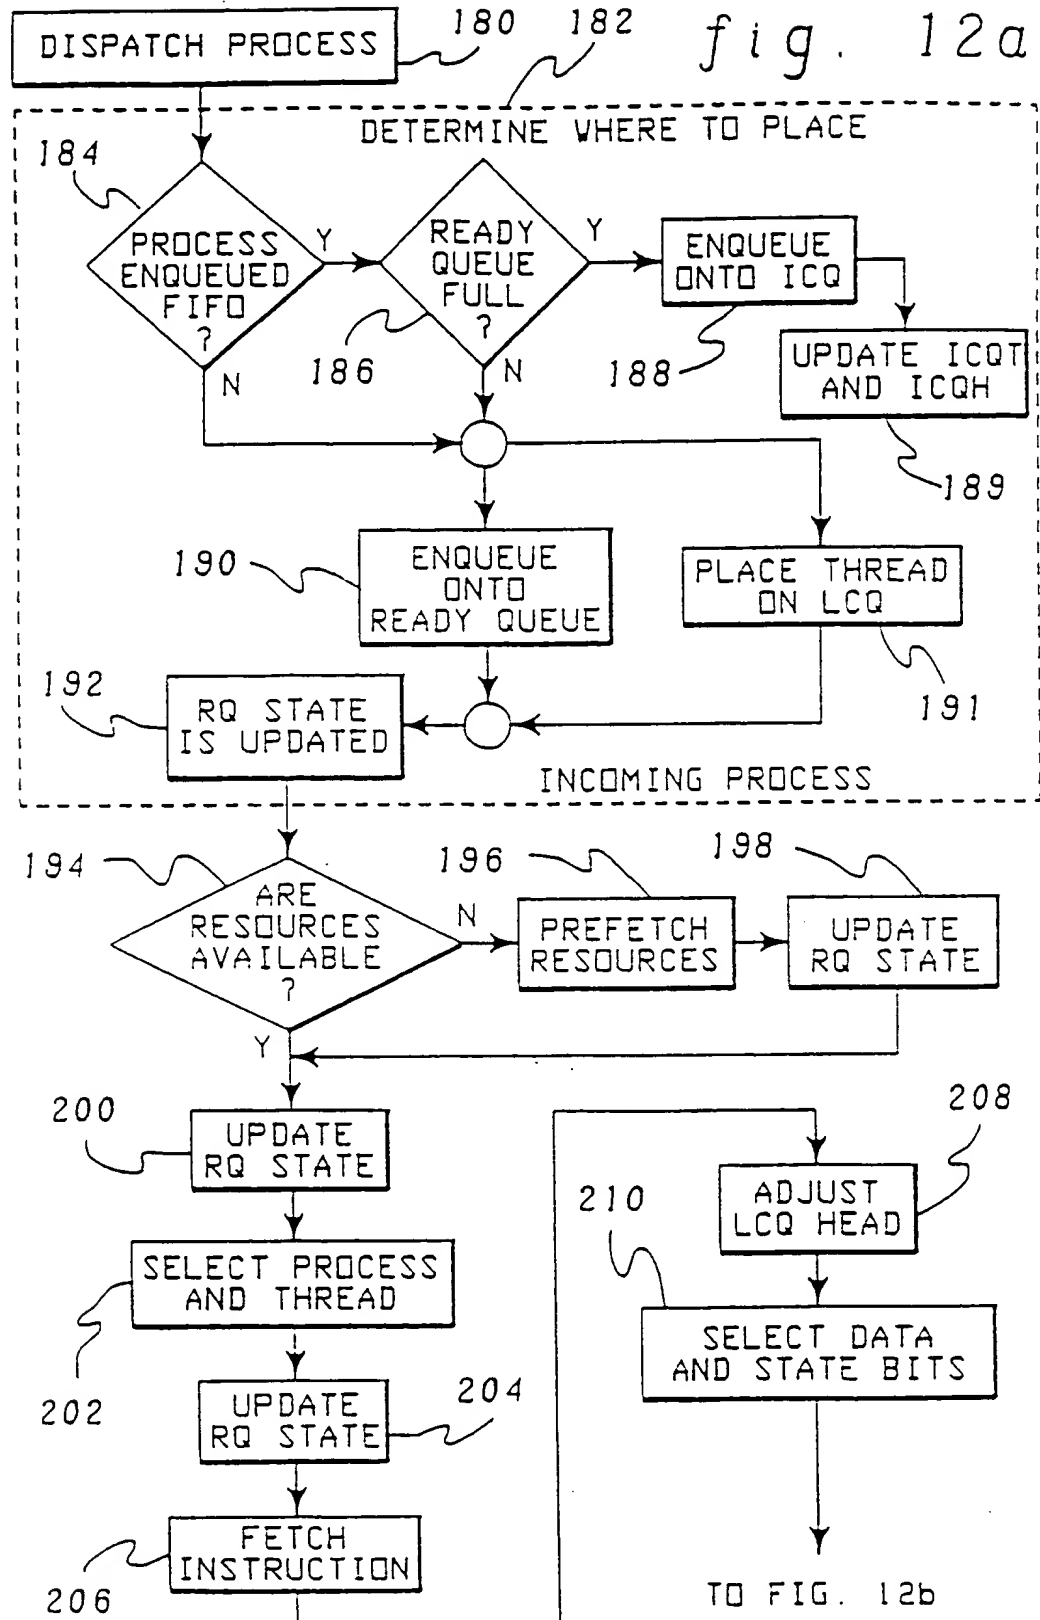 fig. 12a
DISPATCH PROCESS
180
182
DETERMINE WHERE TO PLACE
184
PROCESS
ENQUEUED
FIFO
?
Y
N
READY
QUEUE
FULL
?
Y
N
186
ENQUEUE
ONTO ICQ
188
UPDATE ICQT
AND ICQH
189
190
ENQUEUE
ONTO
READY QUEUE
PLACE THREAD
ON LCQ
191
192
RQ STATE
IS UPDATED
INCOMING PROCESS
194
ARE
RESOURCES
AVAILABLE
?
N
Y
196
PREFETCH
RESOURCES
198
UPDATE
RQ STATE
200
UPDATE
RQ STATE
SELECT PROCESS
AND THREAD
202
UPDATE
RQ STATE
204
FETCH
INSTRUCTION
206
208
ADJUST
LCQ HEAD
210
SELECT DATA
AND STATE BITS
TO FIG. 12b